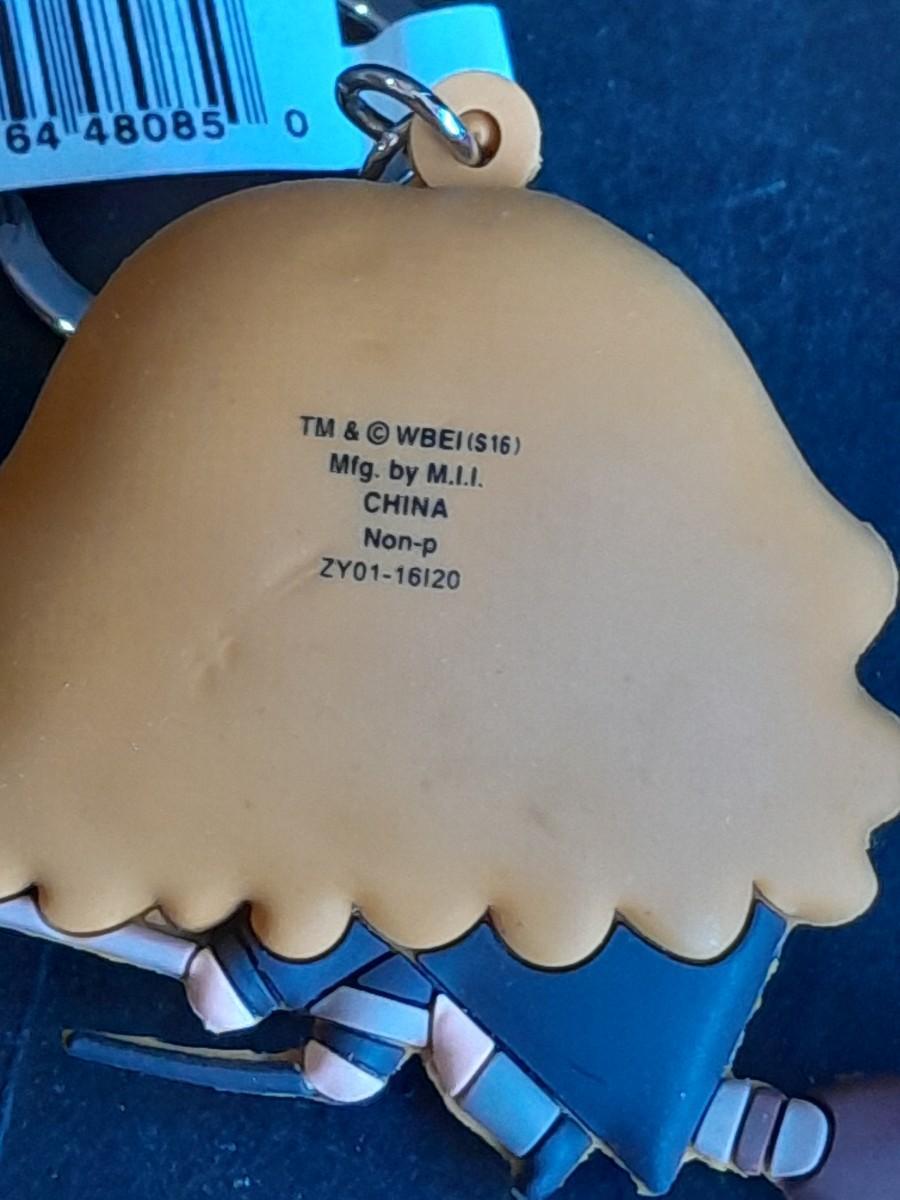 64 48085 0
TM & © WBEI (S16)
Mfg. by M.I.I.
CHINA
Non-p
ZY01-16I20